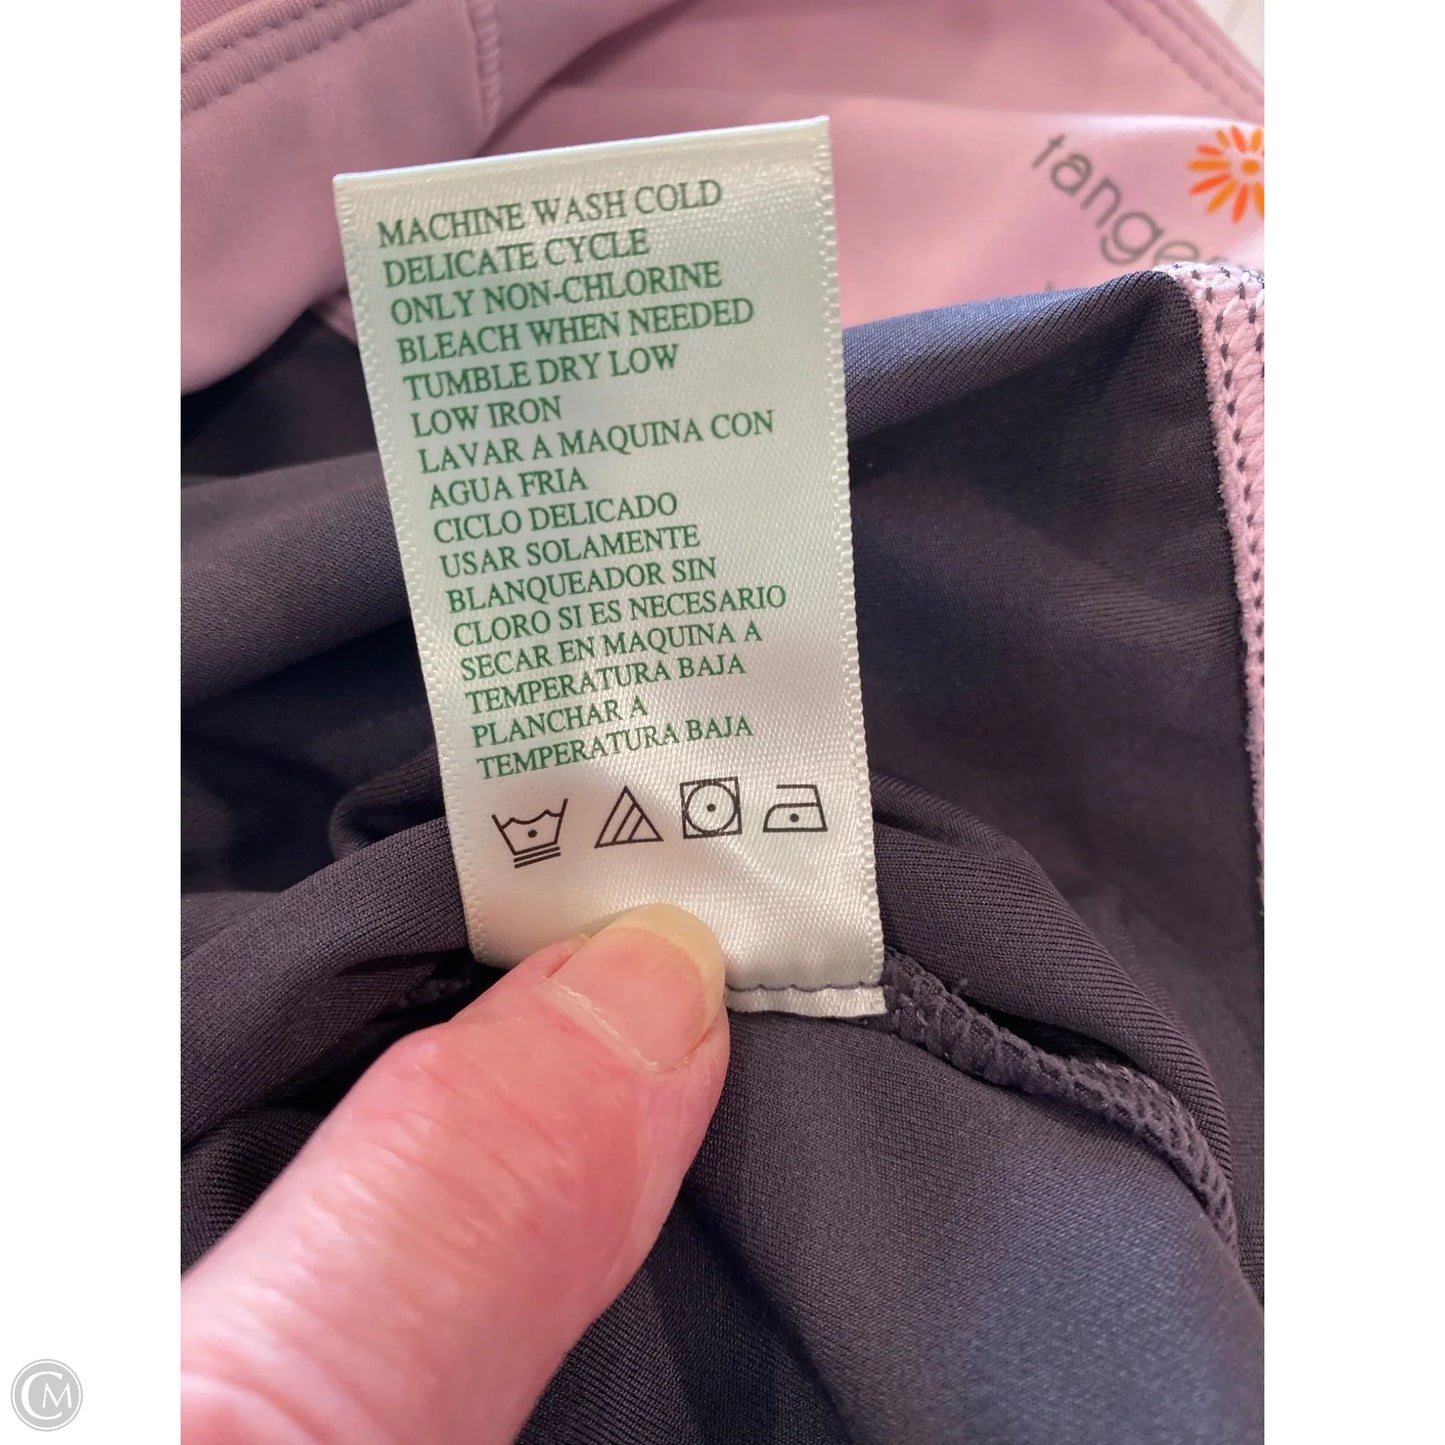 MACHINE WASH COLD
DELICATE CYCLE
ONLY NON-CHLORINE
BLEACH WHEN NEEDED
TUMBLE DRY LOW
LOW IRON
LAVAR A MAQUINA CON
AGUA FRIA
CICLO DELICADO
USAR SOLAMENTE
BLANQUEADOR SIN
CLORO SI ES NECESARIO
SECAR EN MAQUINA A
TEMPERATURA BAJA
PLANCHAR A
TEMPERATURA BAJA
CM